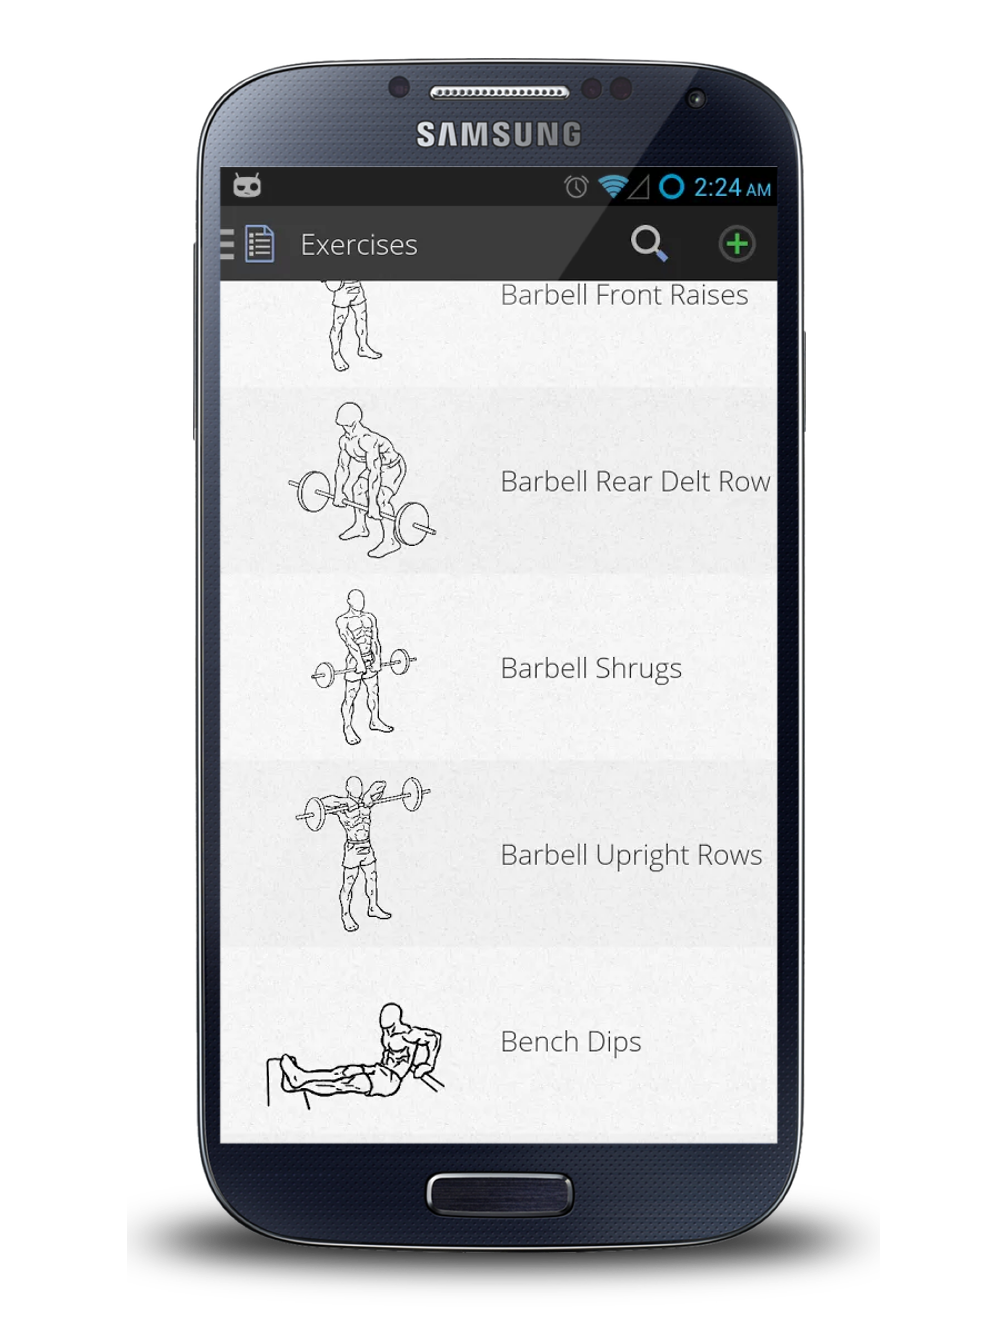 SAMSUNG
2:24 AM
Exercises
Barbell Front Raises
Barbell Rear Delt Row
Barbell Shrugs
Barbell Upright Rows
Bench Dips